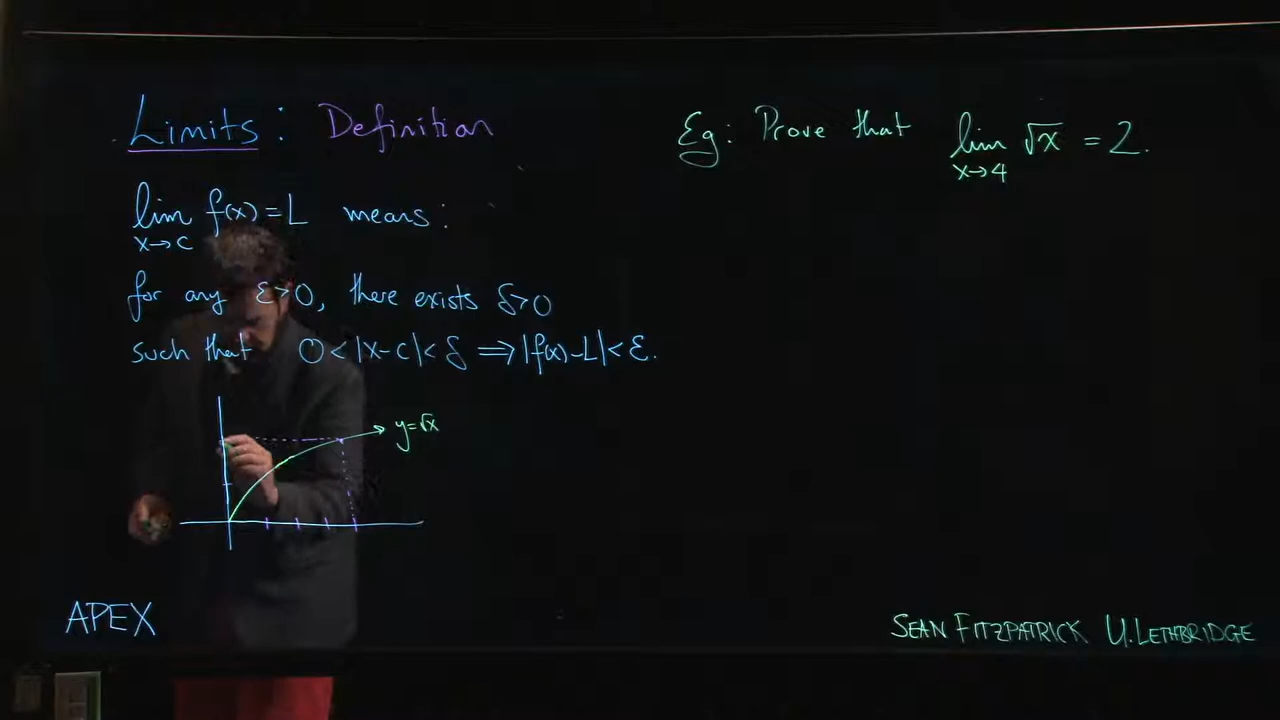 Limits: Definition
lim f(x)=L means:
x→c
for any ε>0, there exists δ>0
such that 0<|x-c|<δ ⟹|f(x)-L|<ε.
y=√x
APEX
Eg: Prove that lim √x = 2.
x→4
SEAN FITZPATRICK U. LETHBRIDGE